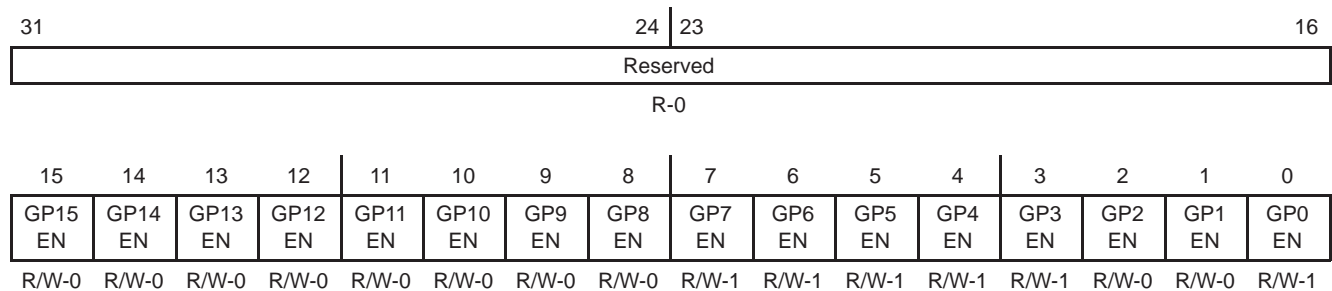 31 24 23 16
Reserved
R-0
15 14 13 12 11 10 9 8 7 6 5 4 3 2 1 0
GP15 GP14 GP13 GP12 GP11 GP10 GP9 GP8 GP7 GP6 GP5 GP4 GP3 GP2 GP1 GP0
EN EN EN EN EN EN EN EN EN EN EN EN EN EN EN EN
R/W-0 R/W-0 R/W-0 R/W-0 R/W-0 R/W-0 R/W-0 R/W-0 R/W-1 R/W-1 R/W-1 R/W-1 R/W-1 R/W-0 R/W-0 R/W-1